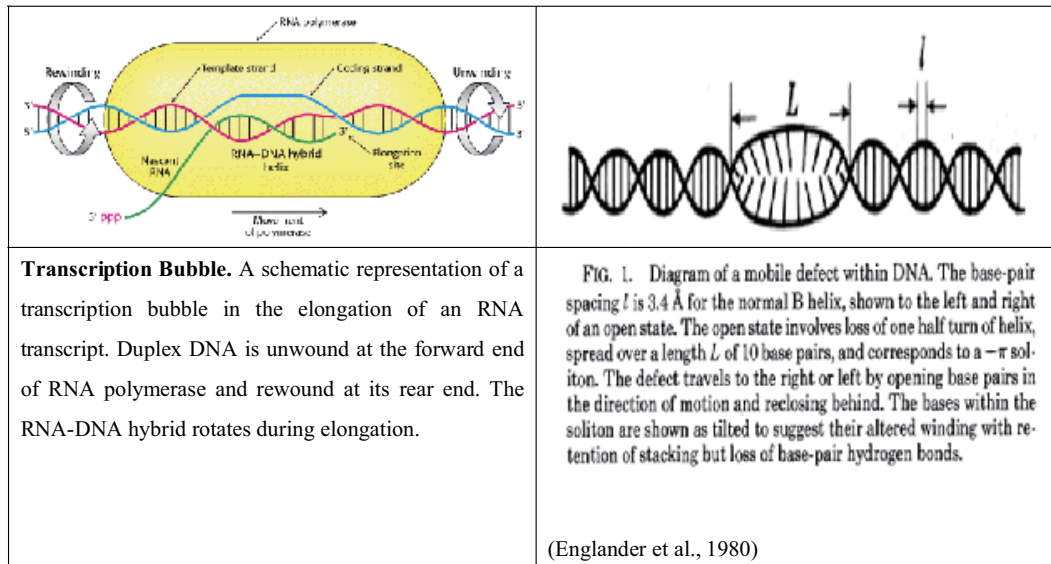 RNA polymerase
Rewinding
Template strand
Coding strand
Unwinding
3'
5'
5'
3'
3'
Nascent
RNA
RNA–DNA hybrid
helix
Elongation
site
5' PPP
Movement
of polymerase
l
L
Transcription Bubble. A schematic representation of a
transcription bubble in the elongation of an RNA
transcript. Duplex DNA is unwound at the forward end
of RNA polymerase and rewound at its rear end. The
RNA-DNA hybrid rotates during elongation.
FIG. 1. Diagram of a mobile defect within DNA. The base-pair
spacing l is 3.4 Å for the normal B helix, shown to the left and right
of an open state. The open state involves loss of one half turn of helix,
spread over a length L of 10 base pairs, and corresponds to a −π sol-
iton. The defect travels to the right or left by opening base pairs in
the direction of motion and reclosing behind. The bases within the
soliton are shown as tilted to suggest their altered winding with re-
tention of stacking but loss of base-pair hydrogen bonds.
(Englander et al., 1980)